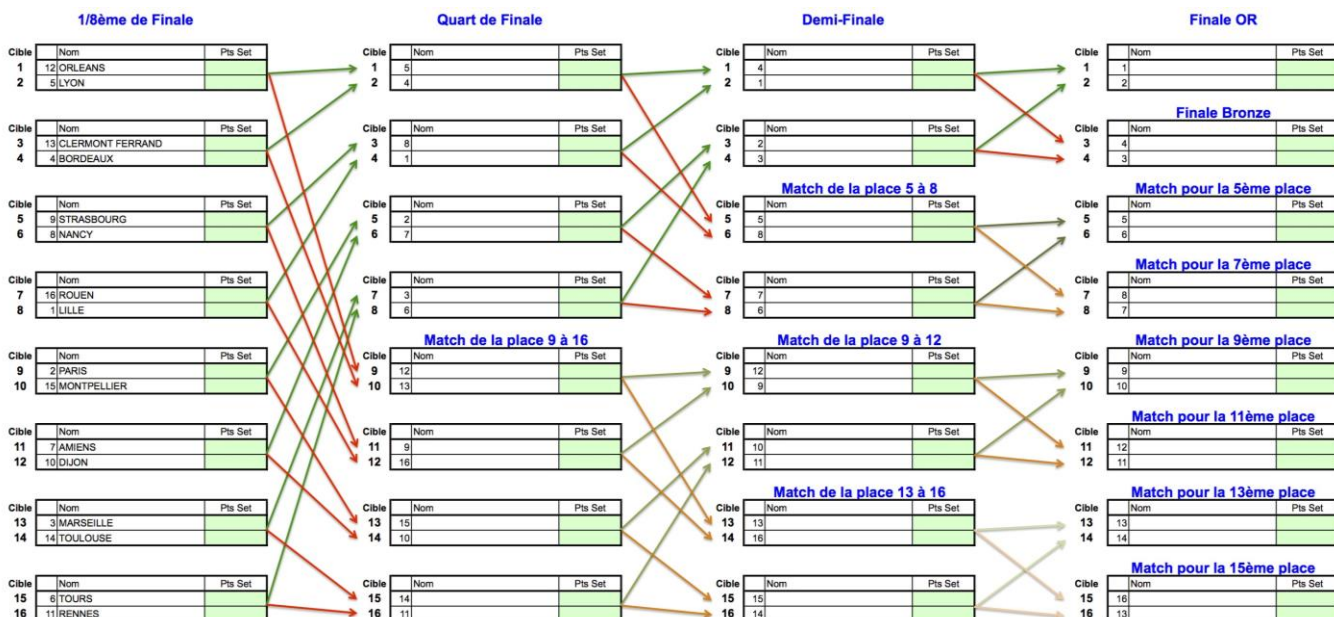 1/8ème de Finale Quart de Finale Demi-Finale Finale OR
Cible Nom Pts Set Cible Nom Pts Set Cible Nom Pts Set Cible Nom Pts Set
1 12 ORLEANS 1 5 1 4 1 1
2 5 LYON 2 4 2 1 2 2
Finale Bronze
Cible Nom Pts Set Cible Nom Pts Set Cible Nom Pts Set Cible Nom Pts Set
3 13 CLERMONT FERRAND 3 8 3 2 3 4
4 4 BORDEAUX 4 1 4 3 4 3
Match de la place 5 à 8 Match pour la 5ème place
Cible Nom Pts Set Cible Nom Pts Set Cible Nom Pts Set Cible Nom Pts Set
5 9 STRASBOURG 5 2 5 5 5 5
6 8 NANCY 6 7 6 8 6 6
Match pour la 7ème place
Cible Nom Pts Set Cible Nom Pts Set Cible Nom Pts Set Cible Nom Pts Set
7 16 ROUEN 7 3 7 7 7 8
8 1 LILLE 8 6 8 6 8 7
Match de la place 9 à 16 Match de la place 9 à 12 Match pour la 9ème place
Cible Nom Pts Set Cible Nom Pts Set Cible Nom Pts Set Cible Nom Pts Set
9 2 PARIS 9 12 9 12 9 9
10 15 MONTPELLIER 10 13 10 9 10 10
Match pour la 11ème place
Cible Nom Pts Set Cible Nom Pts Set Cible Nom Pts Set Cible Nom Pts Set
11 7 AMIENS 11 9 11 10 11 12
12 10 DIJON 12 16 12 11 12 11
Match de la place 13 à 16 Match pour la 13ème place
Cible Nom Pts Set Cible Nom Pts Set Cible Nom Pts Set Cible Nom Pts Set
13 3 MARSEILLE 13 15 13 13 13 13
14 14 TOULOUSE 14 10 14 16 14 14
Match pour la 15ème place
Cible Nom Pts Set Cible Nom Pts Set Cible Nom Pts Set Cible Nom Pts Set
15 6 TOURS 15 14 15 15 15 16
16 11 RENNES 16 11 16 14 16 13